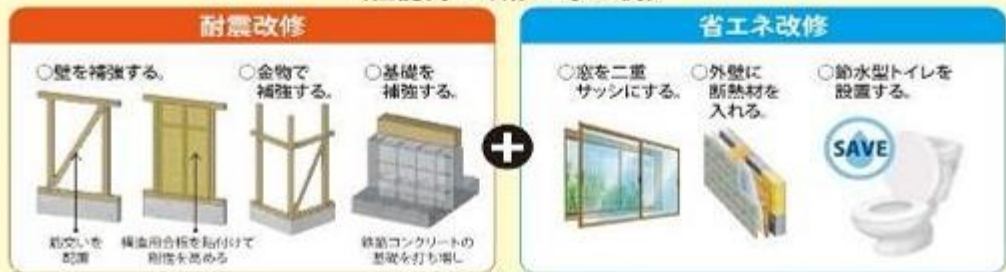 耐震改修
○壁を補強する。
○金物で
補強する。
○基礎を
補強する。
筋交いを
配置
構造用合板を貼付けて
剛性を高める
鉄筋コンクリートの
基礎を打ち増し
省エネ改修
○窓を二重
サッシにする。
○外壁に
断熱材を
入れる。
○節水型トイレを
設置する。
SAVE